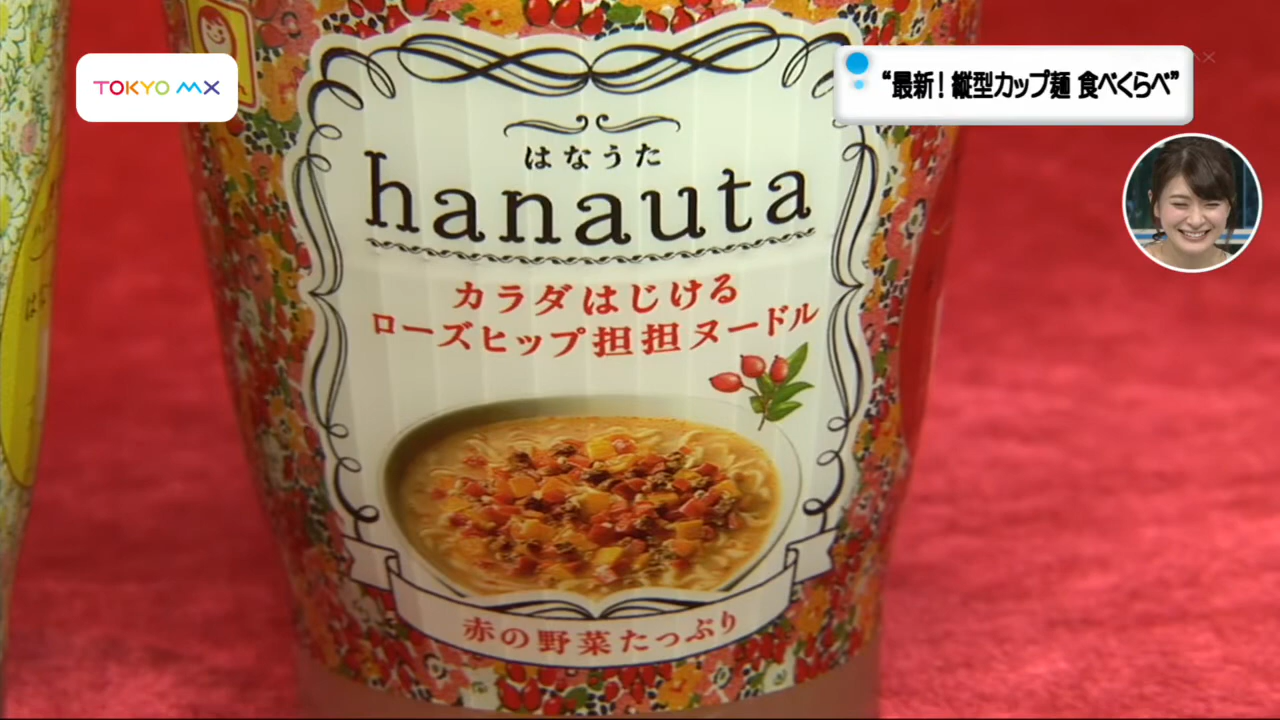 TOKYO MX
“最新！縦型カップ麺 食べくらべ”
はなうた
hanauta
カラダはじける
ローズヒップ担担ヌードル
赤の野菜たっぷり